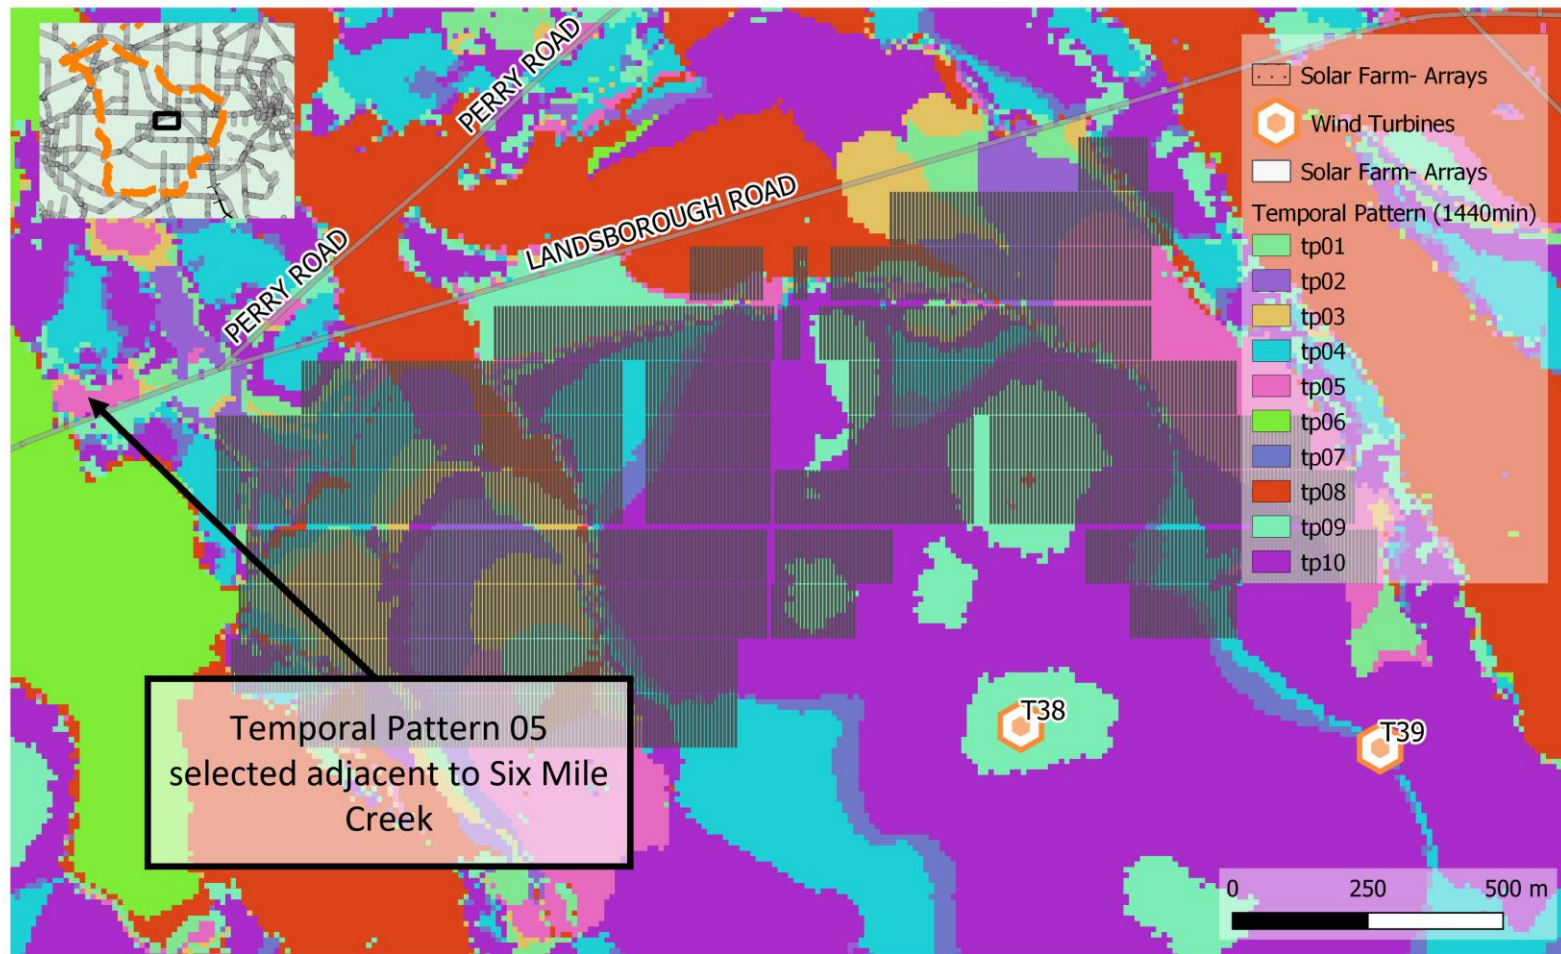 PERRY ROAD
LANDSBOROUGH ROAD
PERRY ROAD
Solar Farm- Arrays
Wind Turbines
Solar Farm- Arrays
Temporal Pattern (1440min)
tp01
tp02
tp03
tp04
tp05
tp06
tp07
tp08
tp09
tp10
Temporal Pattern 05
selected adjacent to Six Mile
Creek
T38
T39
0 250 500 m